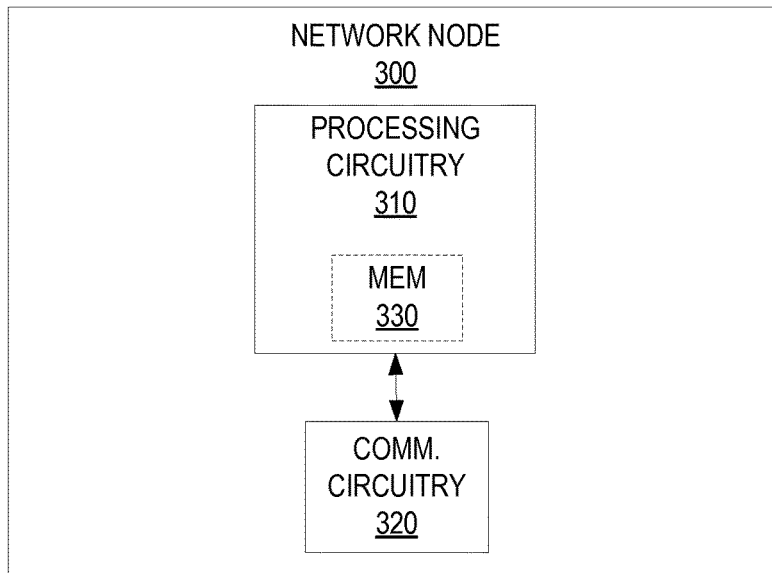 NETWORK NODE
300
PROCESSING
CIRCUITRY
310
MEM
330
COMM.
CIRCUITRY
320